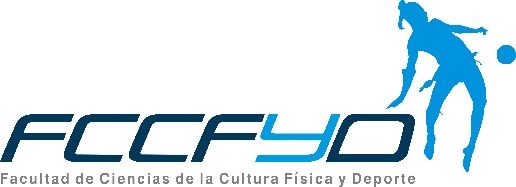 FCCFYD
Facultad de Ciencias de la Cultura Física y Deporte